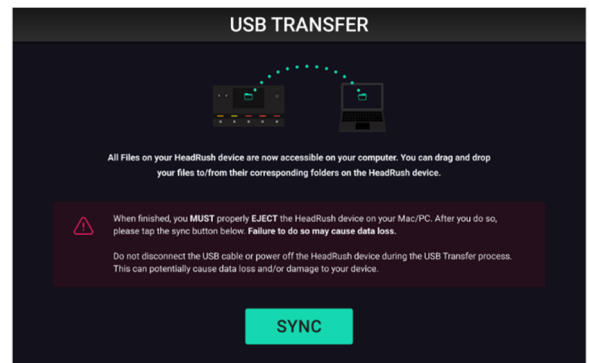 USB TRANSFER
All Files on your HeadRush device are now accessible on your computer. You can drag and drop
your files to/from their corresponding folders on the HeadRush device.
When finished, you MUST properly EJECT the HeadRush device on your Mac/PC. After you do so,
please tap the sync button below. Failure to do so may cause data loss.
Do not disconnect the USB cable or power off the HeadRush device during the USB Transfer process.
This can potentially cause data loss and/or damage to your device.
SYNC